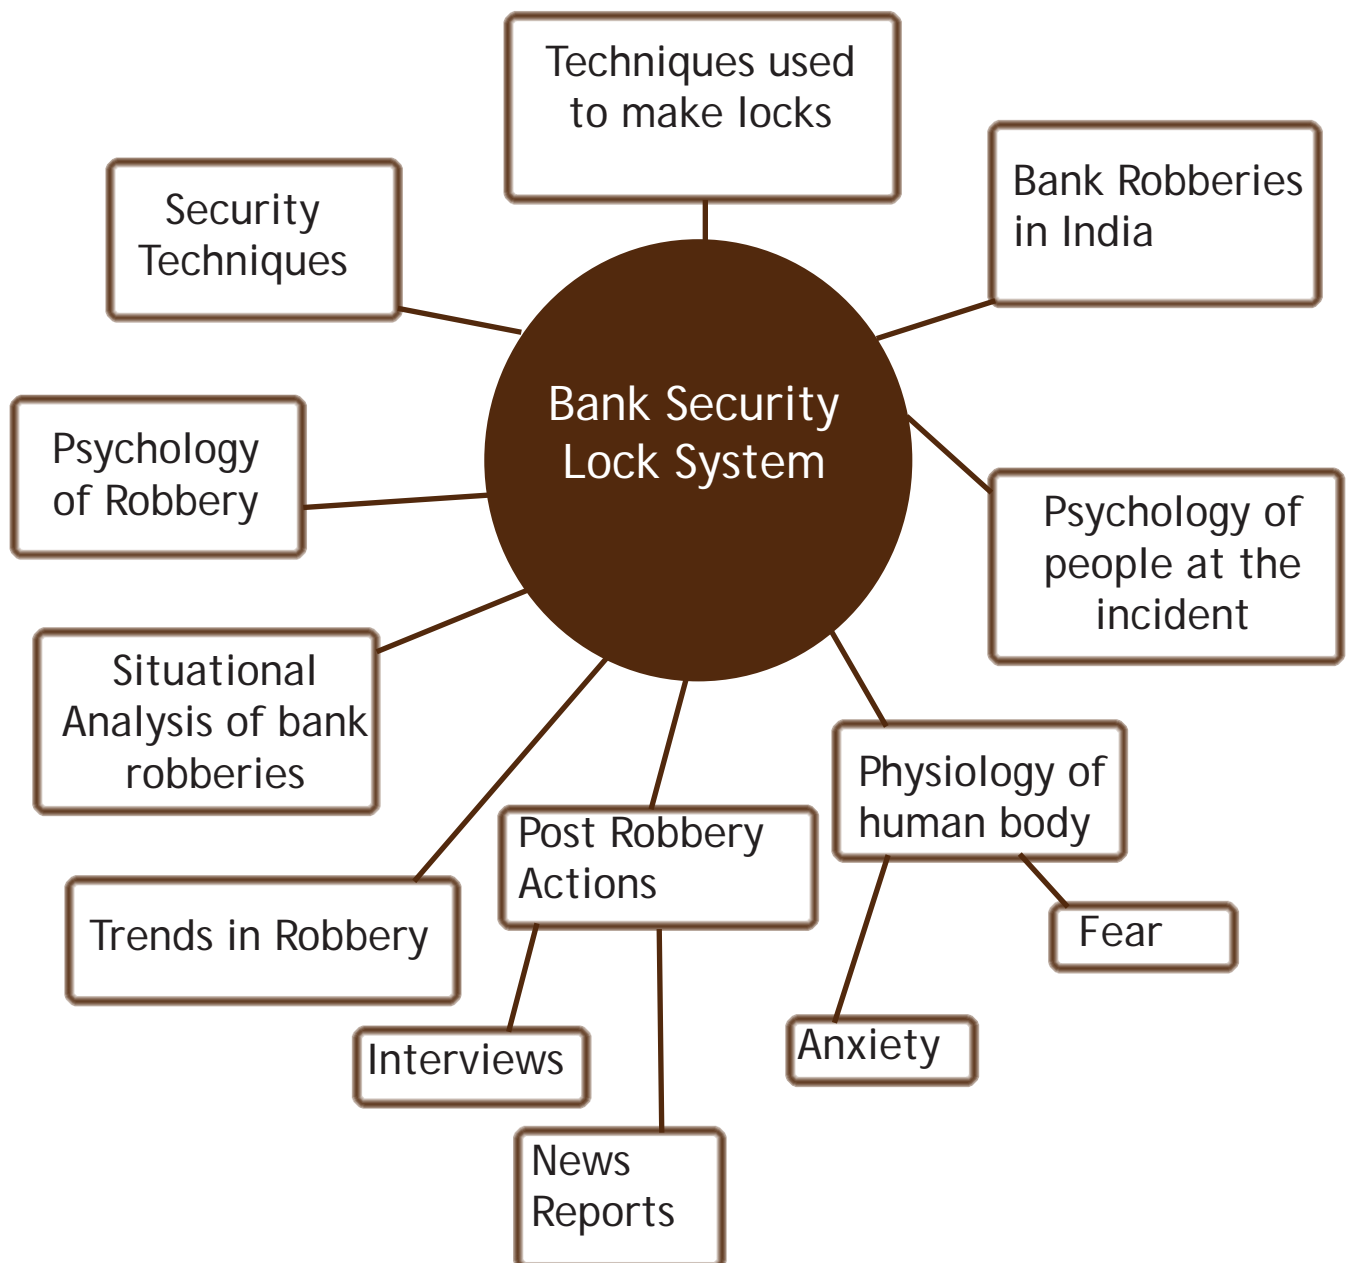 Techniques used
to make locks
Bank Robberies
in India
Security
Techniques
Bank Security
Lock System
Psychology
of Robbery
Psychology of
people at the
incident
Situational
Analysis of bank
robberies
Physiology of
human body
Post Robbery
Actions
Trends in Robbery
Fear
Interviews
Anxiety
News
Reports